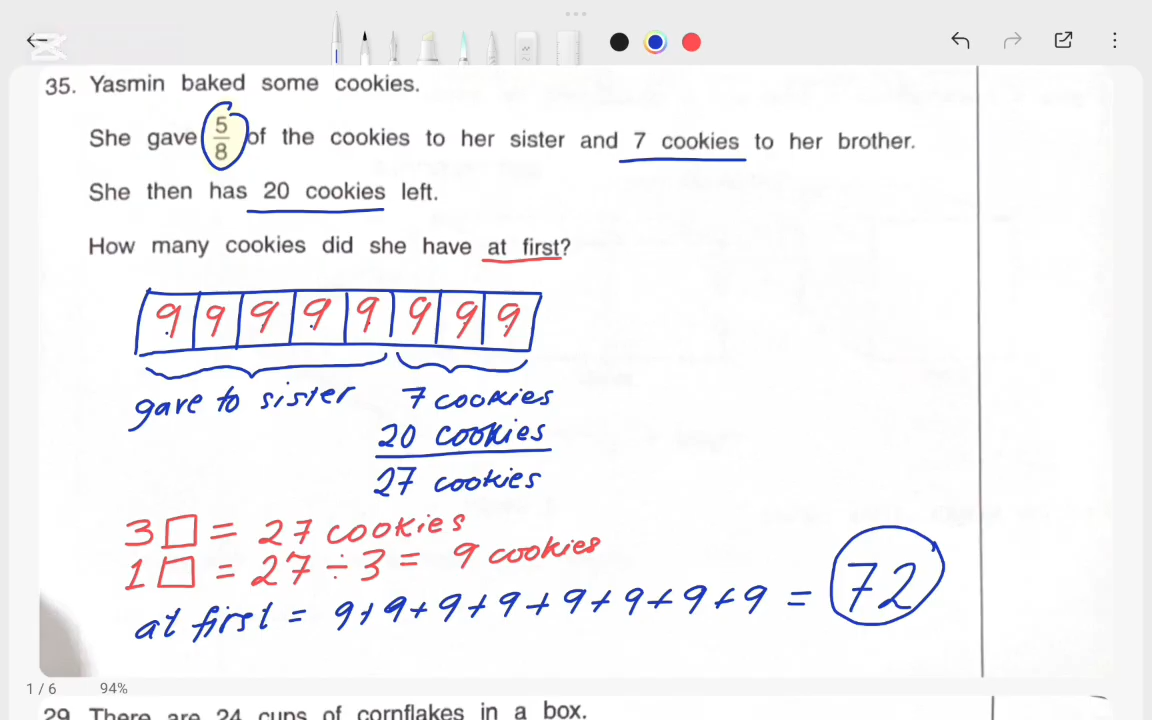 35. Yasmin baked some cookies.
She gave 5/8 of the cookies to her sister and 7 cookies to her brother.
She then has 20 cookies left.
How many cookies did she have at first?
9 9 9 9 9 9 9 9
gave to sister 7 cookies
20 cookies
27 cookies
3 □ = 27 cookies
1 □ = 27 ÷ 3 = 9 cookies
at first = 9+9+9+9+9+9+9+9 = 72
1 / 6 94%
29. There are 24 cups of cornflakes in a box.